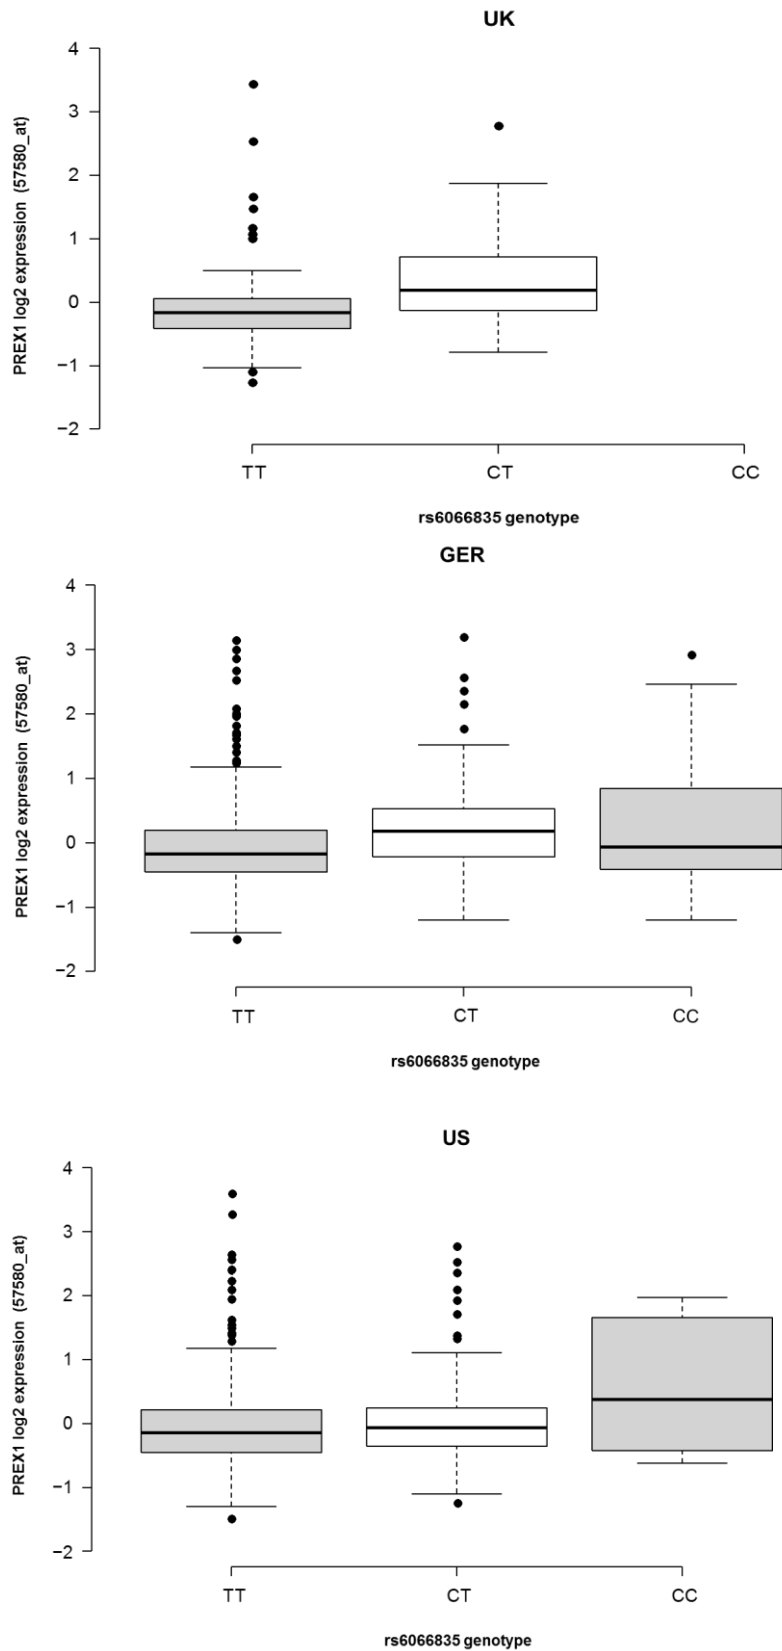 UK
4
3
2
1
0
−1
−2
PREX1 log2 expression (57580_at)
TT CT CC
rs6066835 genotype
GER
4
3
2
1
0
−1
−2
PREX1 log2 expression (57580_at)
TT CT CC
rs6066835 genotype
US
4
3
2
1
0
−1
−2
PREX1 log2 expression (57580_at)
TT CT CC
rs6066835 genotype